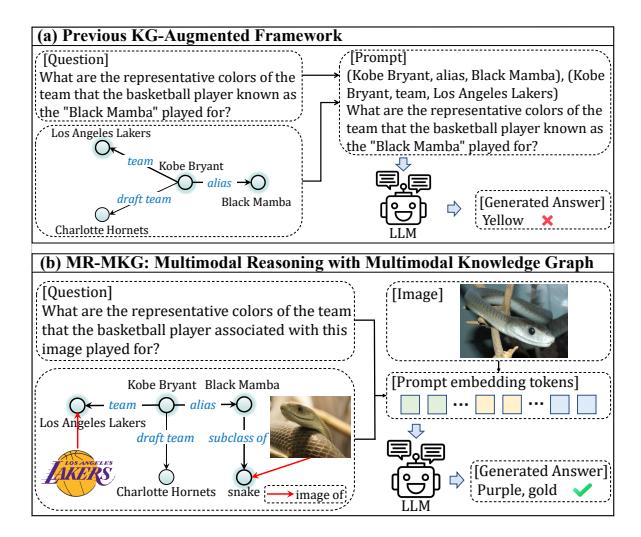 (a) Previous KG-Augmented Framework
[Question]
What are the representative colors of the
team that the basketball player known as
the "Black Mamba" played for?
Los Angeles Lakers
team
Kobe Bryant
alias
Black Mamba
draft team
Charlotte Hornets
[Prompt]
(Kobe Bryant, alias, Black Mamba), (Kobe
Bryant, team, Los Angeles Lakers)
What are the representative colors of the
team that the basketball player known as
the "Black Mamba" played for?
LLM
[Generated Answer]
Yellow
(b) MR-MKG: Multimodal Reasoning with Multimodal Knowledge Graph
[Question]
What are the representative colors of the team
that the basketball player associated with this
image played for?
Kobe Bryant Black Mamba
team
alias
Los Angeles Lakers
draft team
subclass of
LOS ANGELES
LAKERS
Charlotte Hornets
snake
image of
[Image]
[Prompt embedding tokens]
... ...
LLM
[Generated Answer]
Purple, gold